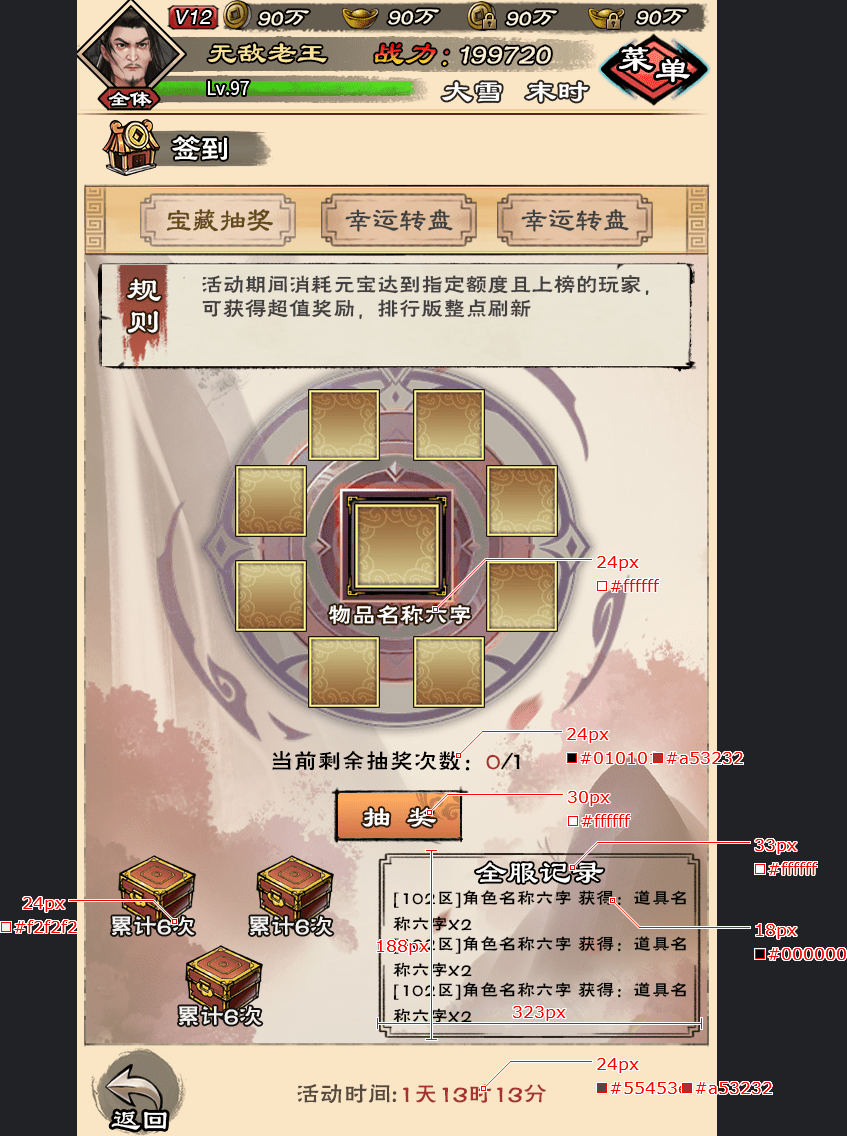 V12 90万 90万 90万 90万
无敌老王 战力：199720
菜单
全体
Lv.97
大雪 末时
签到
宝藏抽奖 幸运转盘 幸运转盘
规则
活动期间消耗元宝达到指定额度且上榜的玩家，
可获得超值奖励，排行版整点刷新
24px
#ffffff
物品名称六字
24px
当前剩余抽奖次数：0/1
#010101 #a53232
30px
抽 奖
#ffffff
33px
全服记录
#ffffff
24px
#f2f2f2
累计6次 累计6次
累计6次
[102区]角色名称六字 获得：道具名
称六字X2
18px
188px
[102区]角色名称六字 获得：道具名
#000000
称六字X2
[102区]角色名称六字 获得：道具名
称六字X2
323px
24px
#55453d #a53232
活动时间:1天13时13分
返回